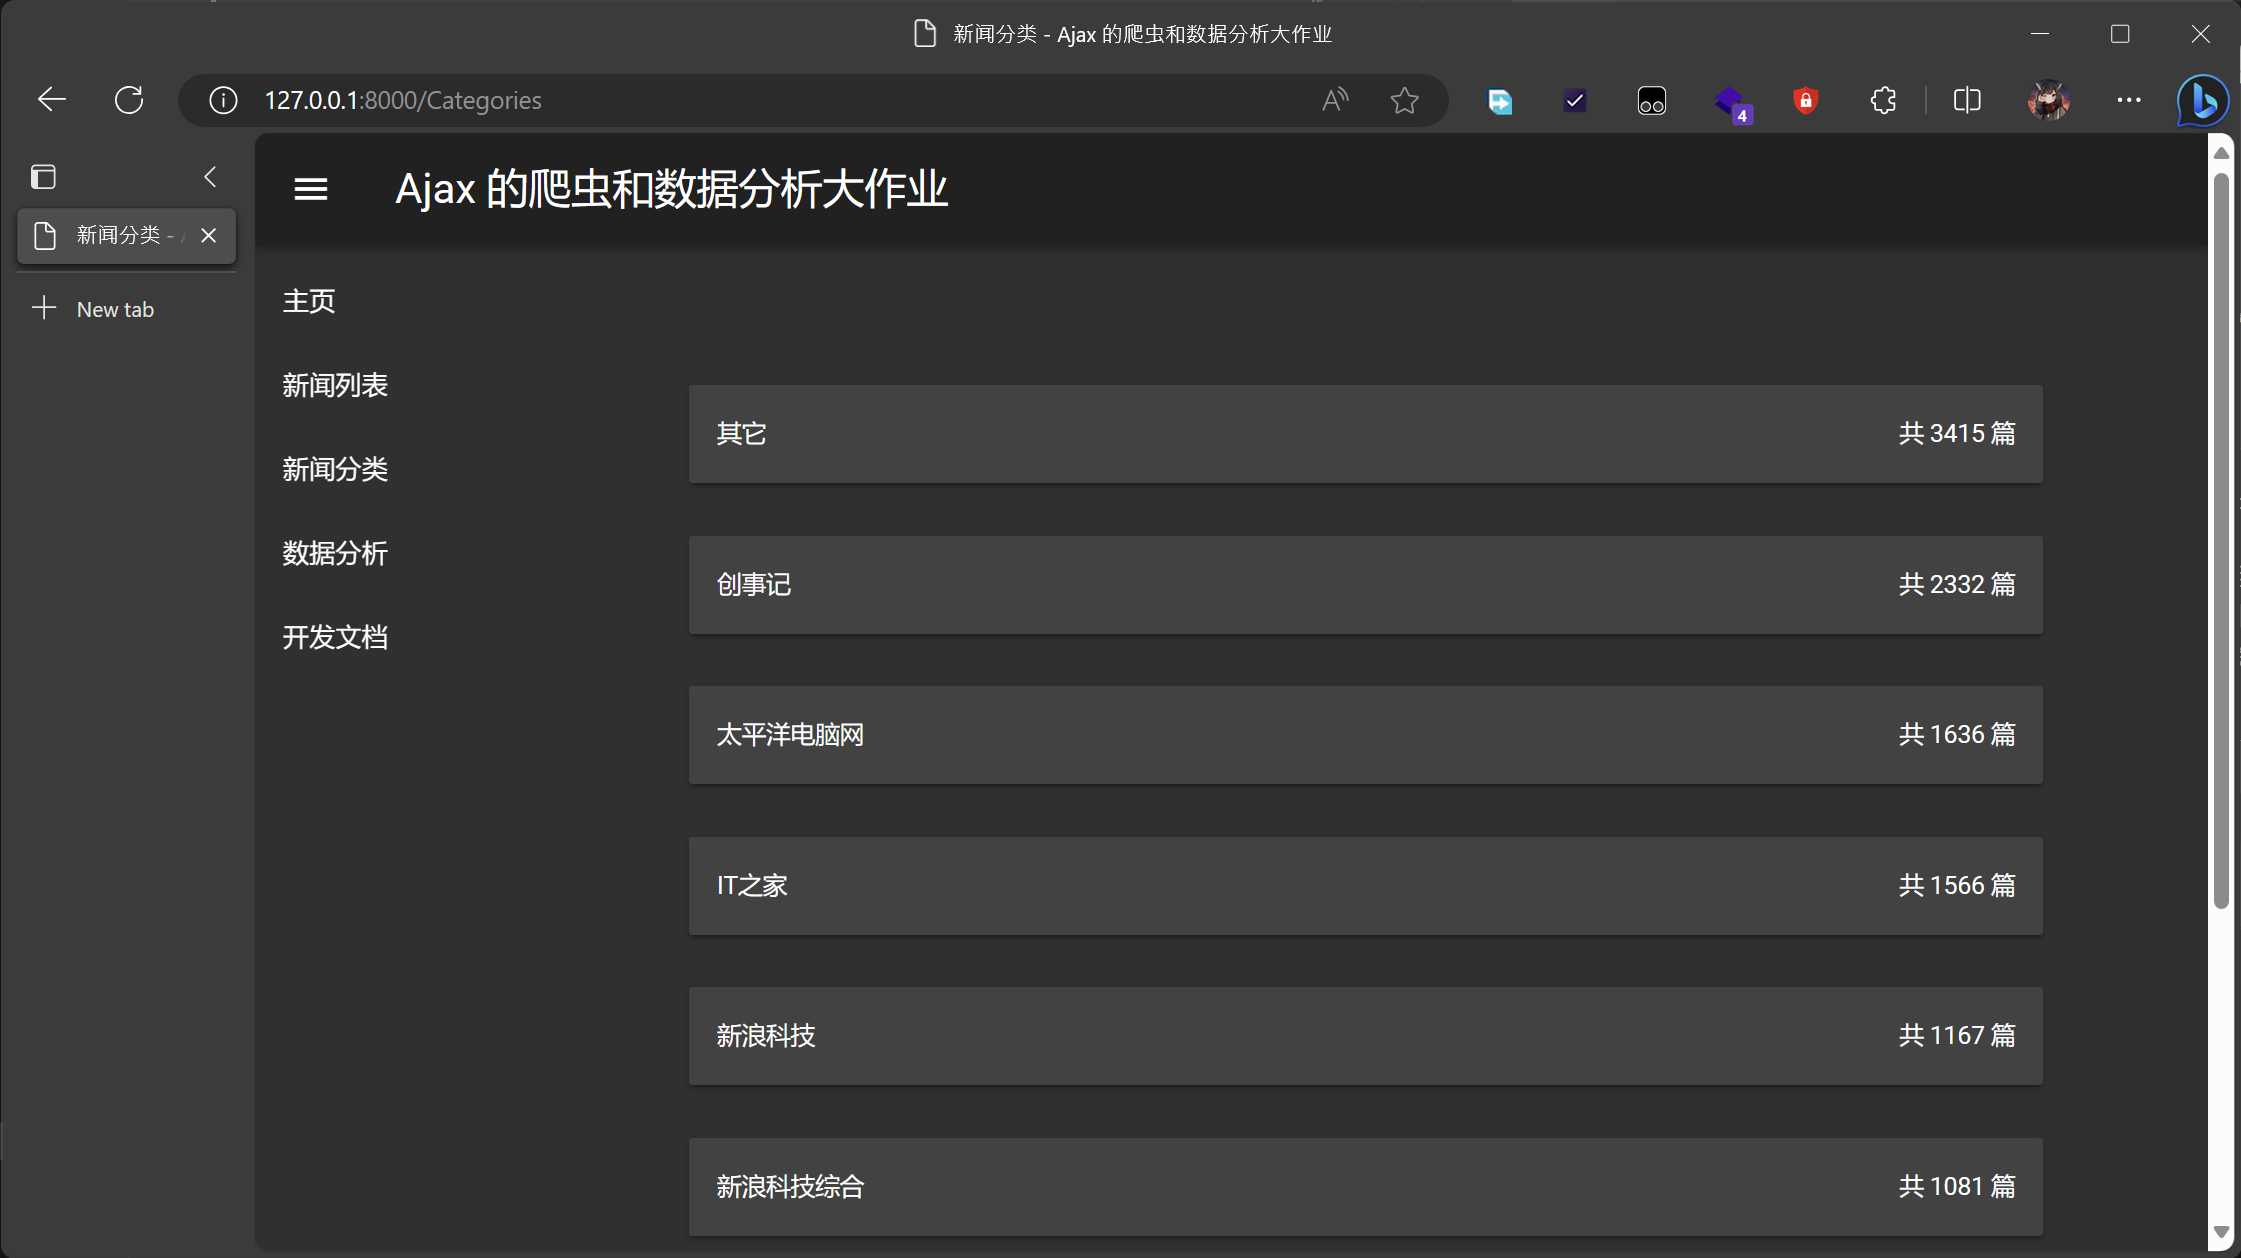 新闻分类 - Ajax 的爬虫和数据分析大作业
127.0.0.1:8000/Categories
4
新闻分类 -
New tab
Ajax 的爬虫和数据分析大作业
主页
新闻列表
新闻分类
数据分析
开发文档
其它 共 3415 篇
创事记 共 2332 篇
太平洋电脑网 共 1636 篇
IT之家 共 1566 篇
新浪科技 共 1167 篇
新浪科技综合 共 1081 篇